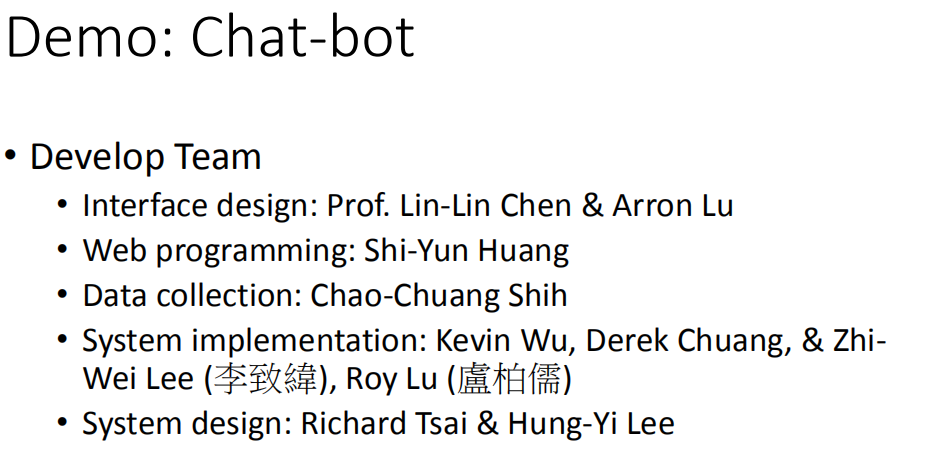 Demo: Chat-bot
• Develop Team
• Interface design: Prof. Lin-Lin Chen & Arron Lu
• Web programming: Shi-Yun Huang
• Data collection: Chao-Chuang Shih
• System implementation: Kevin Wu, Derek Chuang, & Zhi-
Wei Lee (李致緯), Roy Lu (盧柏儒)
• System design: Richard Tsai & Hung-Yi Lee